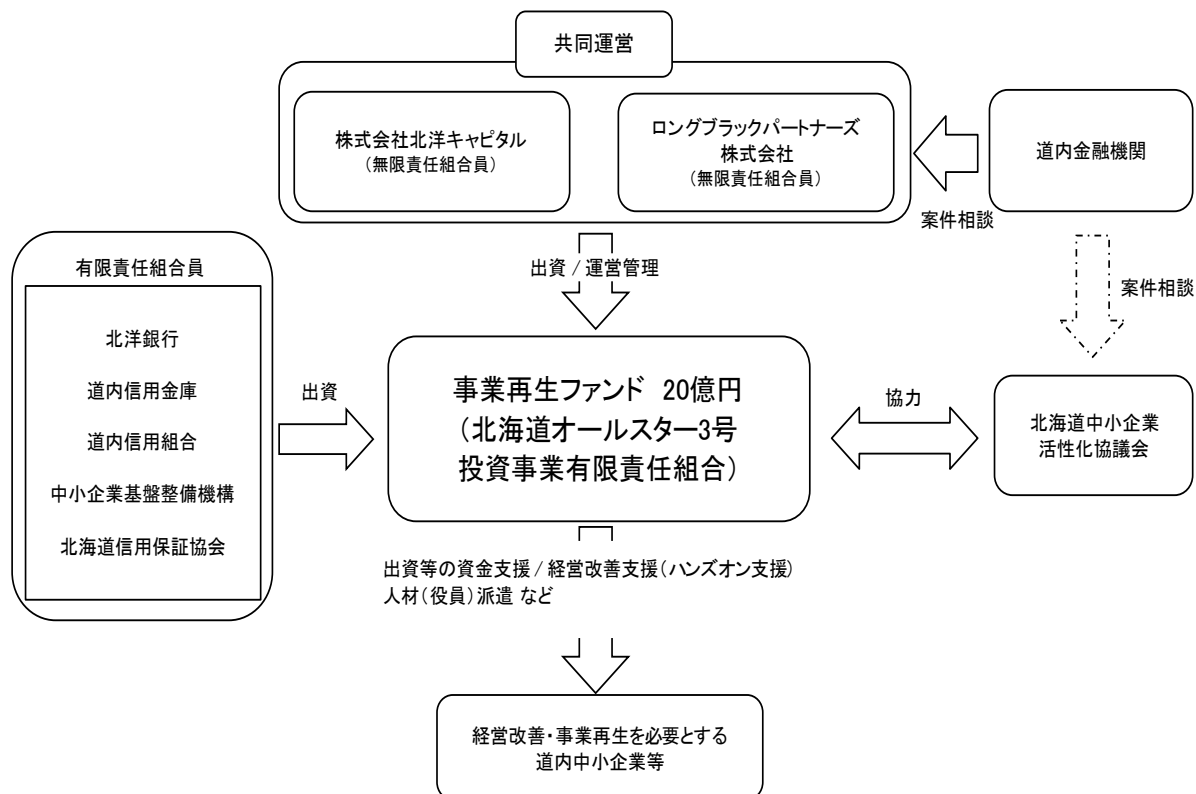 共同運営
株式会社北洋キャピタル
（無限責任組合員）
ロングブラックパートナーズ
株式会社
（無限責任組合員）
道内金融機関
案件相談
出資 / 運営管理
案件相談
有限責任組合員
北洋銀行
道内信用金庫
道内信用組合
中小企業基盤整備機構
北海道信用保証協会
出資
事業再生ファンド 20億円
（北海道オールスター3号
投資事業有限責任組合）
協力
北海道中小企業
活性化協議会
出資等の資金支援 / 経営改善支援（ハンズオン支援）
人材（役員）派遣 など
経営改善・事業再生を必要とする
道内中小企業等